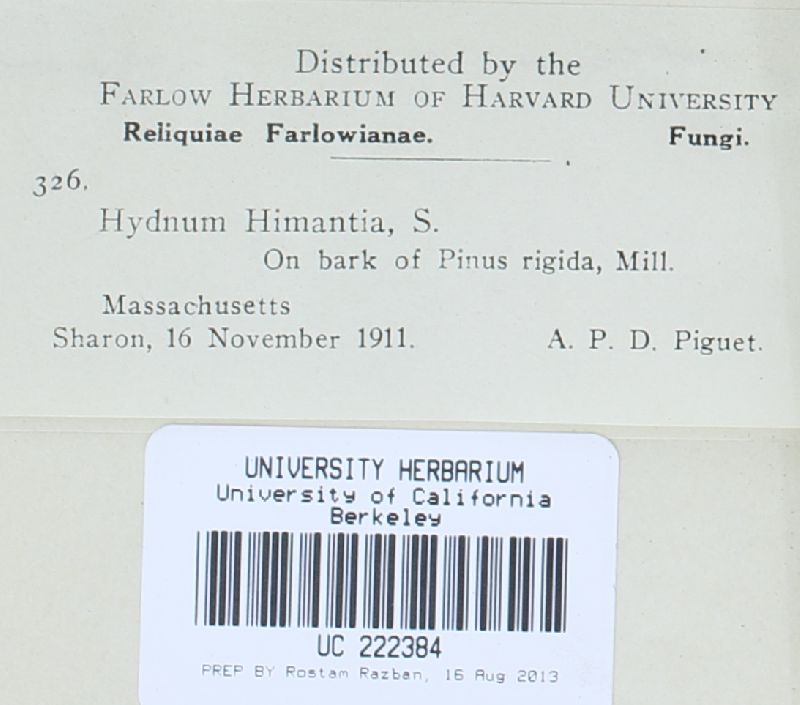 Distributed by the
FARLOW HERBARIUM OF HARVARD UNIVERSITY
Reliquiae Farlowianae. Fungi.
326.
Hydnum Himantia, S.
On bark of Pinus rigida, Mill.
Massachusetts
Sharon, 16 November 1911. A. P. D. Piguet.
UNIVERSITY HERBARIUM
University of California
Berkeley
UC 222384
PREP BY Rostam Razban, 16 Aug 2013